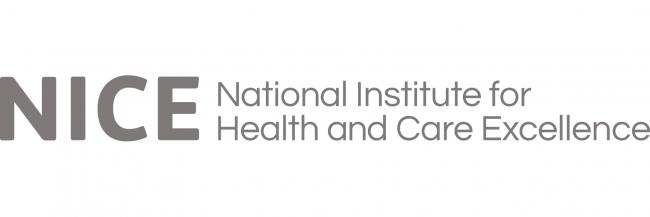 NICE
National Institute for
Health and Care Excellence